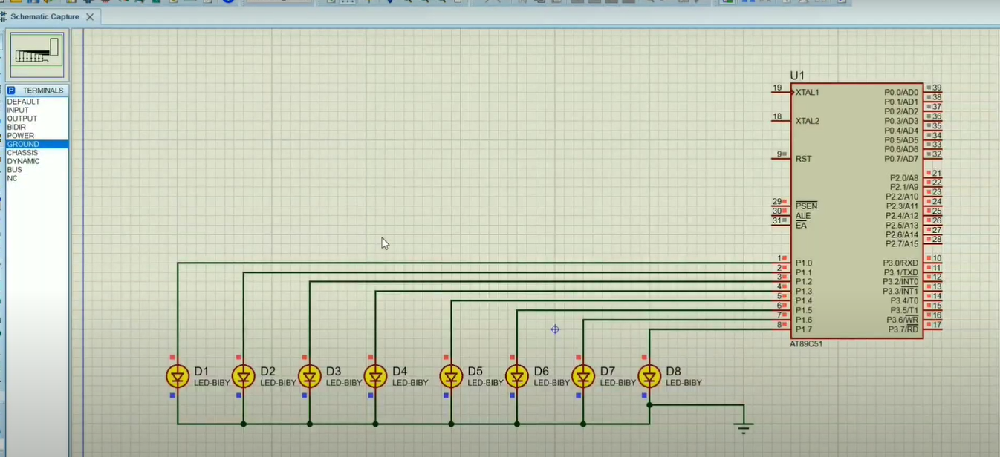 Schematic Capture
P TERMINALS
DEFAULT
INPUT
OUTPUT
BIDIR
POWER
GROUND
CHASSIS
DYNAMIC
BUS
NC
U1
19 XTAL1 P0.0/AD0 39
P0.1/AD1 38
P0.2/AD2 37
18 XTAL2 P0.3/AD3 36
P0.4/AD4 35
P0.5/AD5 34
P0.6/AD6 33
9 RST P0.7/AD7 32
P2.0/A8 21
P2.1/A9 22
P2.2/A10 23
29 PSEN P2.3/A11 24
30 ALE P2.4/A12 25
31 EA P2.5/A13 26
P2.6/A14 27
P2.7/A15 28
1 P1.0 P3.0/RXD 10
2 P1.1 P3.1/TXD 11
3 P1.2 P3.2/INT0 12
4 P1.3 P3.3/INT1 13
5 P1.4 P3.4/T0 14
6 P1.5 P3.5/T1 15
7 P1.6 P3.6/WR 16
8 P1.7 P3.7/RD 17
AT89C51
D1 D2 D3 D4 D5 D6 D7 D8
LED-BIBY LED-BIBY LED-BIBY LED-BIBY LED-BIBY LED-BIBY LED-BIBY LED-BIBY